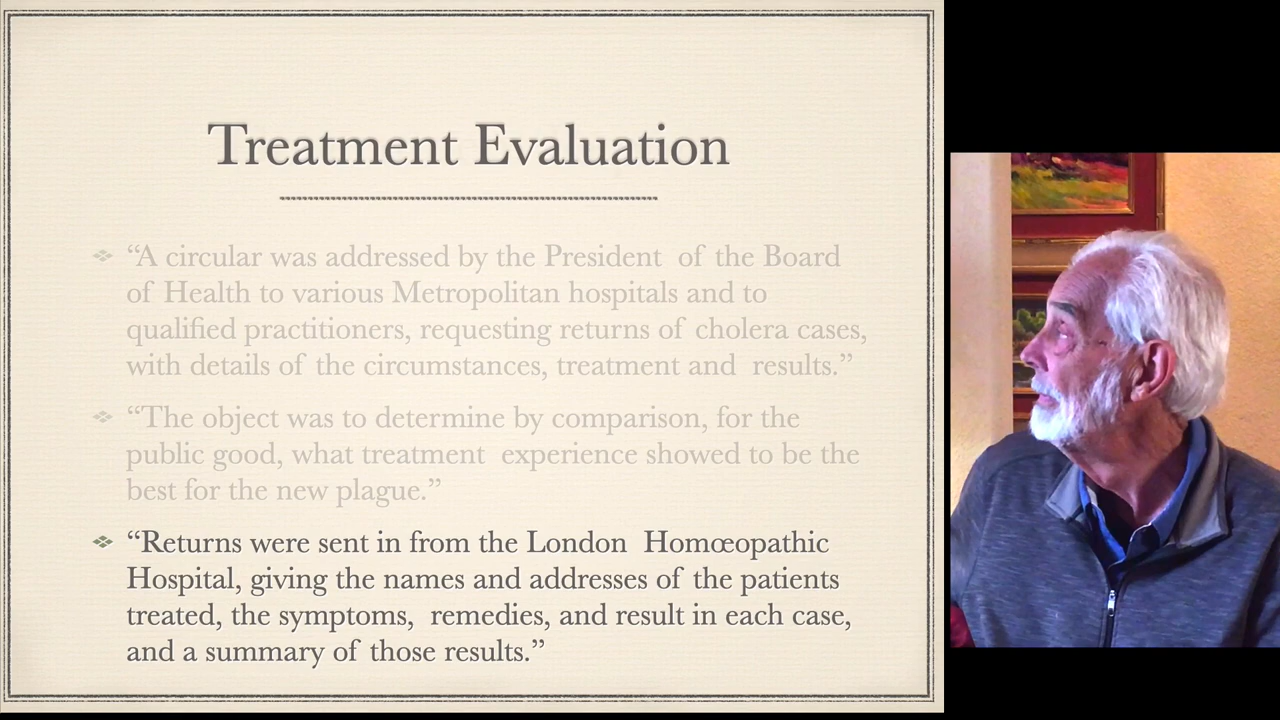 Treatment Evaluation
“A circular was addressed by the President of the Board
of Health to various Metropolitan hospitals and to
qualified practitioners, requesting returns of cholera cases,
with details of the circumstances, treatment and results.”
“The object was to determine by comparison, for the
public good, what treatment experience showed to be the
best for the new plague.”
“Returns were sent in from the London Homœopathic
Hospital, giving the names and addresses of the patients
treated, the symptoms, remedies, and result in each case,
and a summary of those results.”